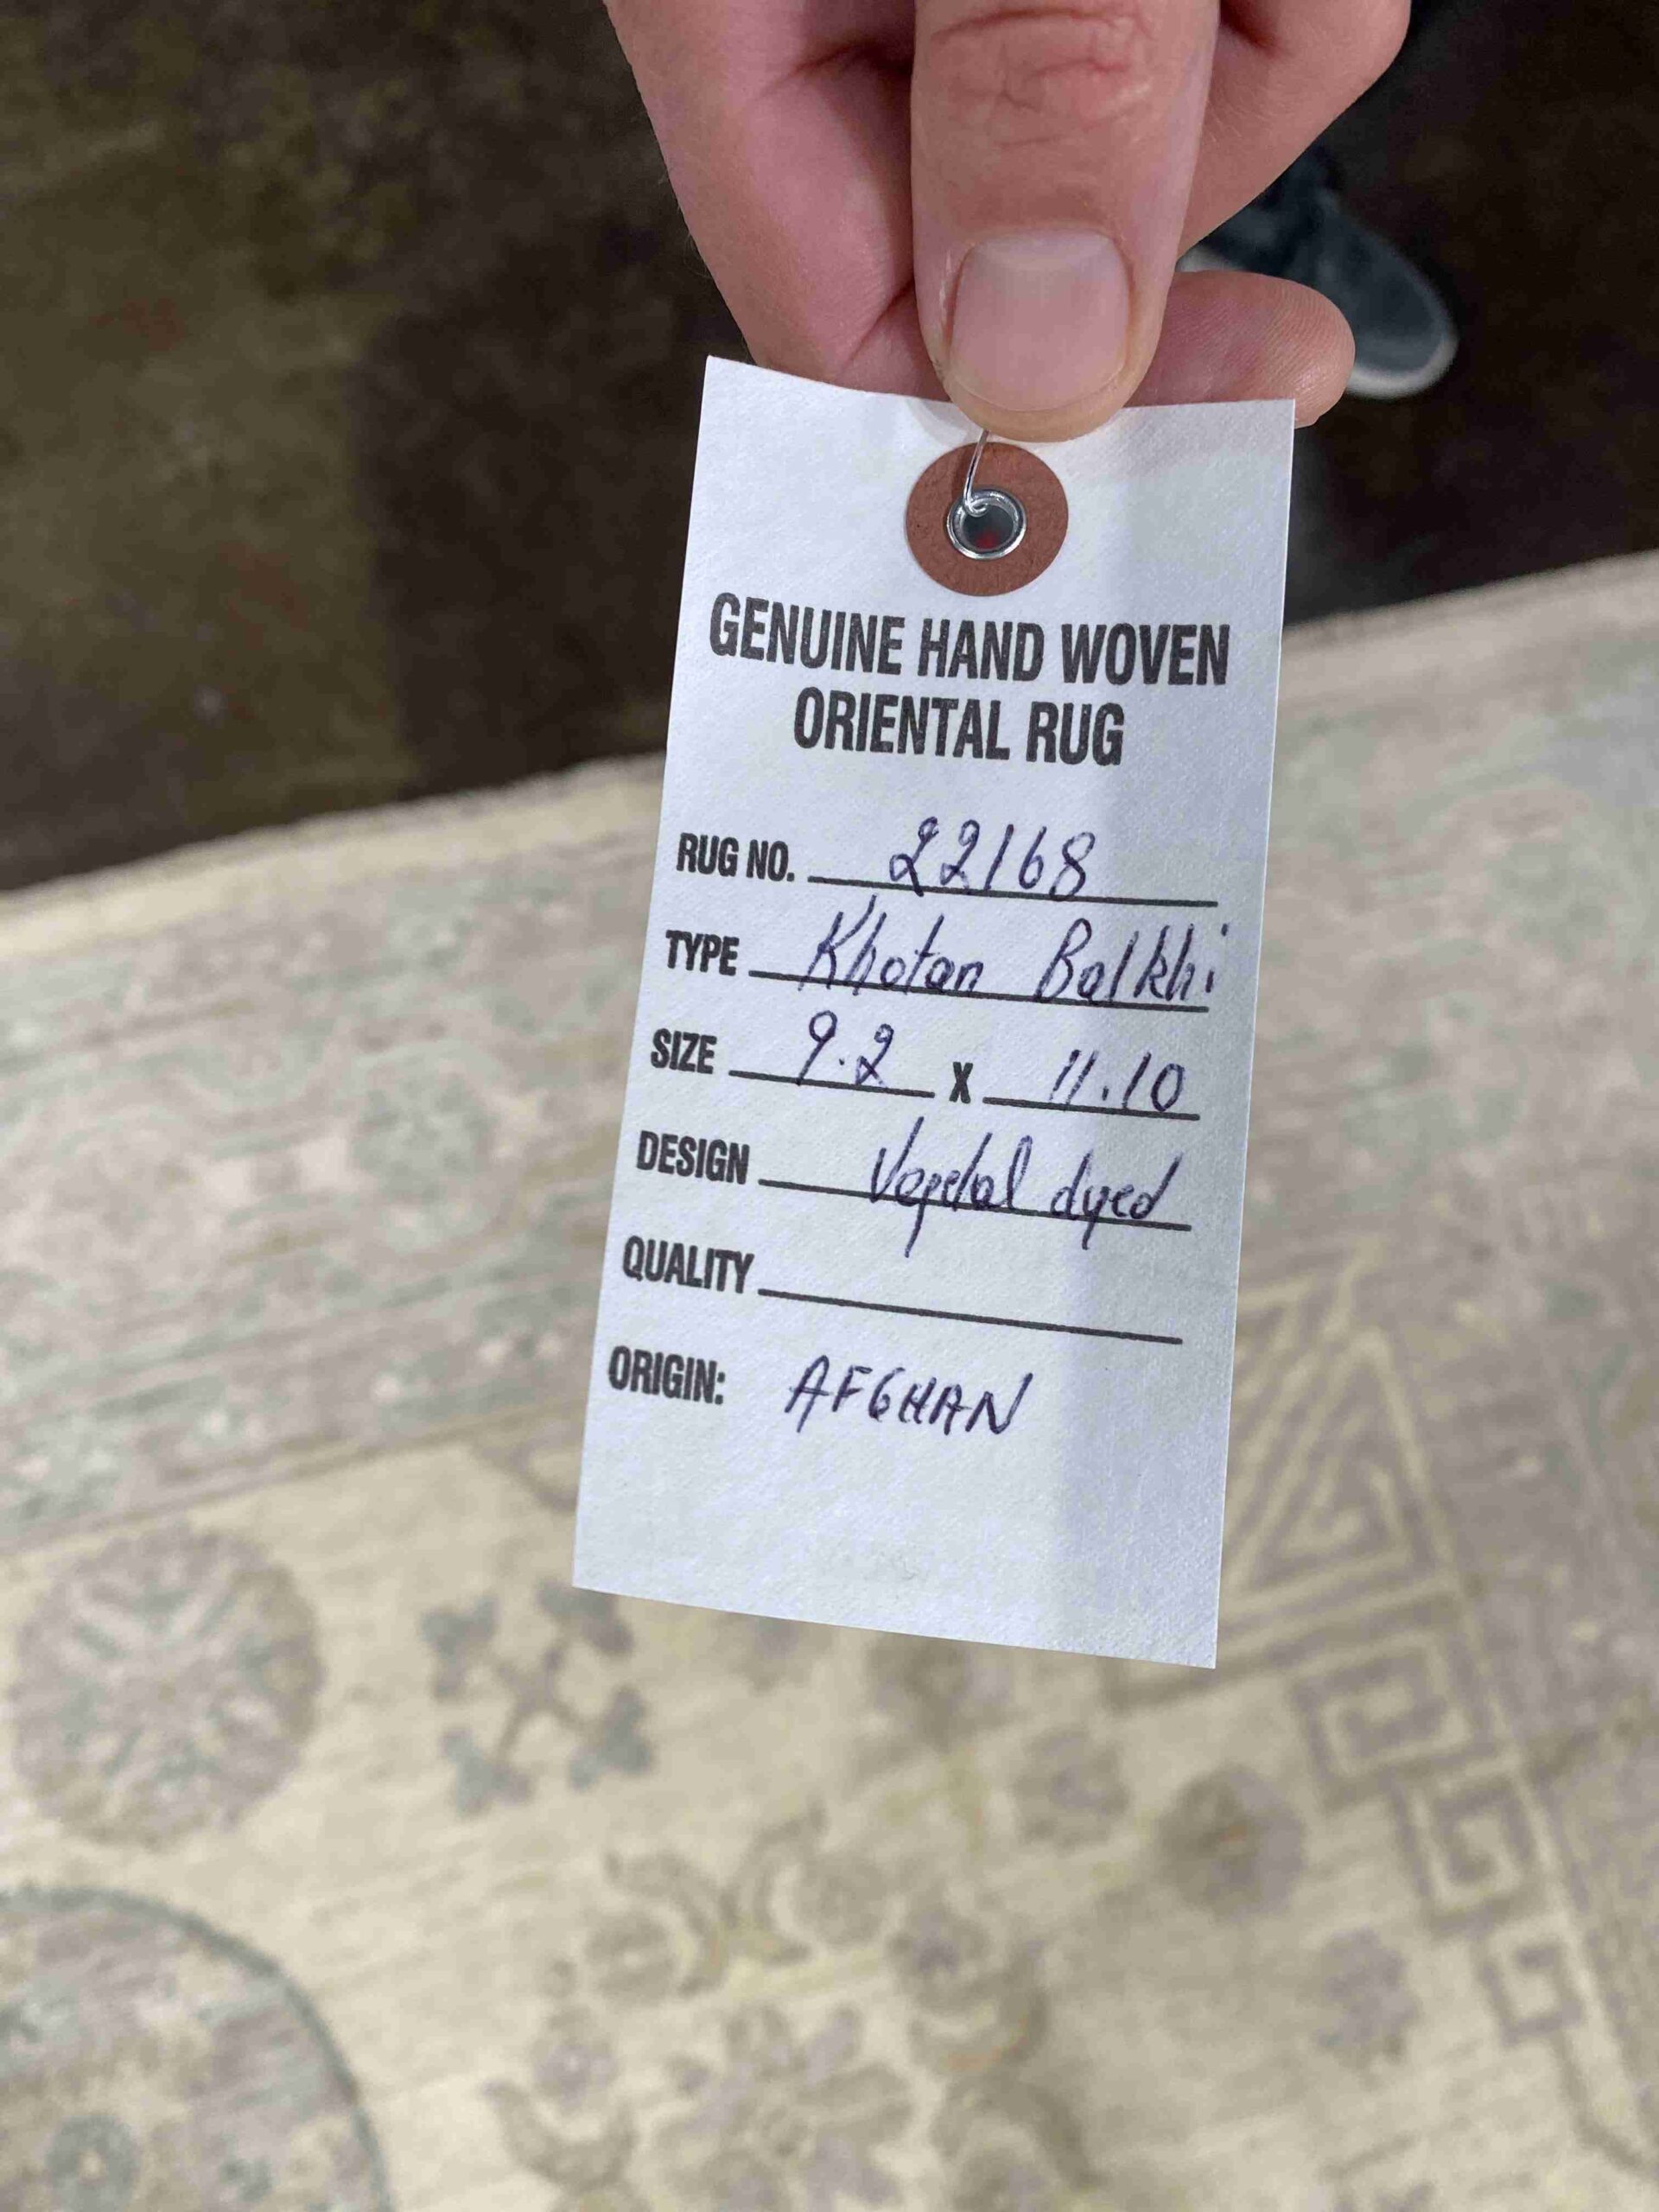 GENUINE HAND WOVEN
ORIENTAL RUG
RUG NO. 22168
TYPE Khotan Balkhi
SIZE 9.2 X 11.10
DESIGN Vegetal dyed
QUALITY
ORIGIN: AFGHAN